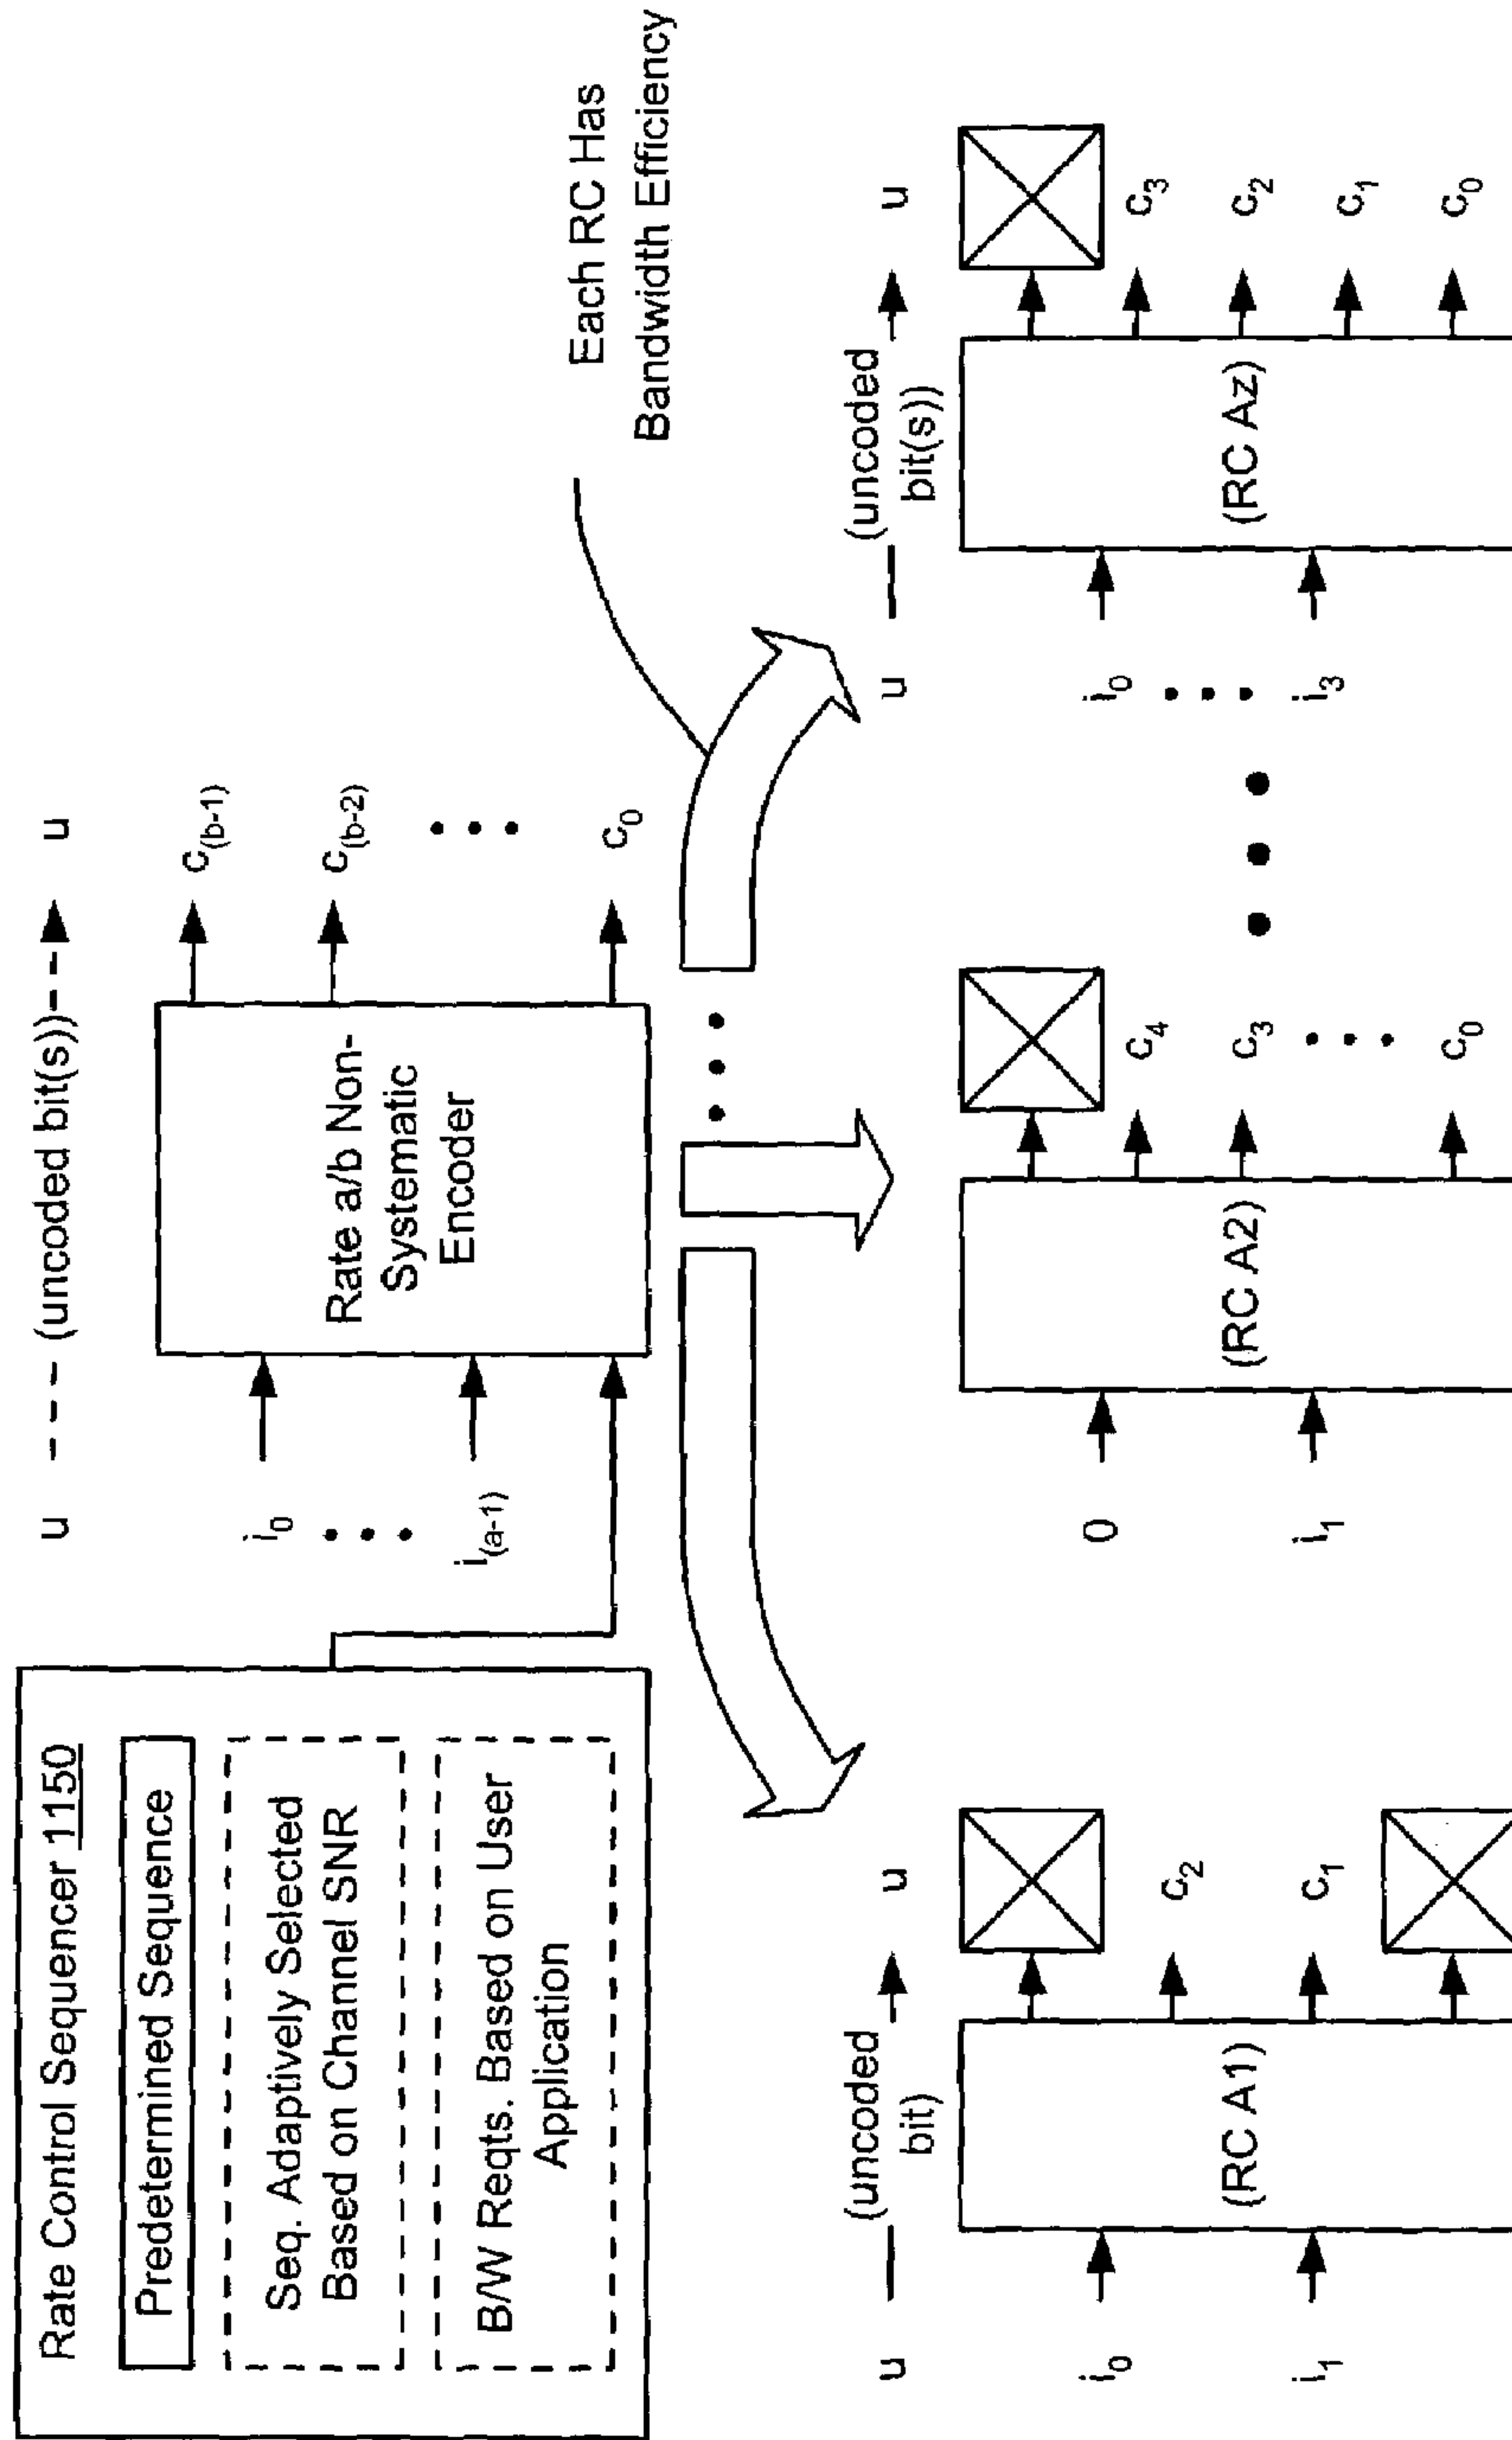 Rate Control Sequencer 1150
Predetermined Sequence
Seq. Adaptively Selected
Based on Channel SNR
B/W Reqts. Based on User
Application
u (uncoded bit(s)) u
i0
i(a-1)
Rate a/b Non-
Systematic
Encoder
c(b-1)
c(b-2)
c0
Each RC Has
Bandwidth Efficiency
u (uncoded
bit) u
i0
i1
(RC A1)
c2
c1
0
i1
(RC A2)
c4
c3
c0
u (uncoded
bit(s)) u
i0
i3
(RC Az)
c3
c2
c1
c0